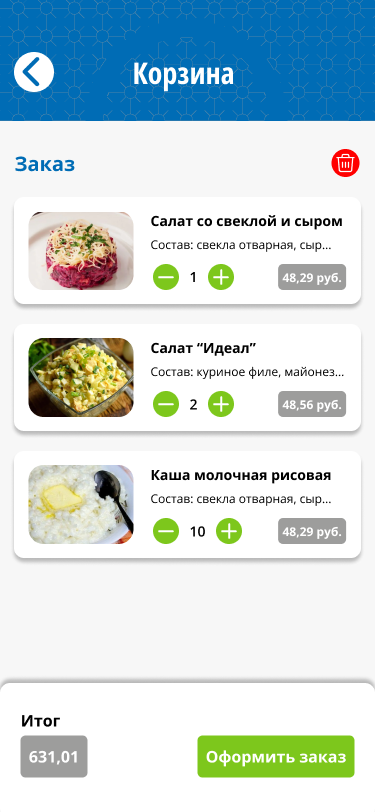 Корзина
Заказ
Салат со свеклой и сыром
Состав: свекла отварная, сыр...
1
48,29 руб.
Салат “Идеал”
Состав: куриное филе, майонез...
2
48,56 руб.
Каша молочная рисовая
Состав: свекла отварная, сыр...
10
48,29 руб.
Итог
631,01
Оформить заказ